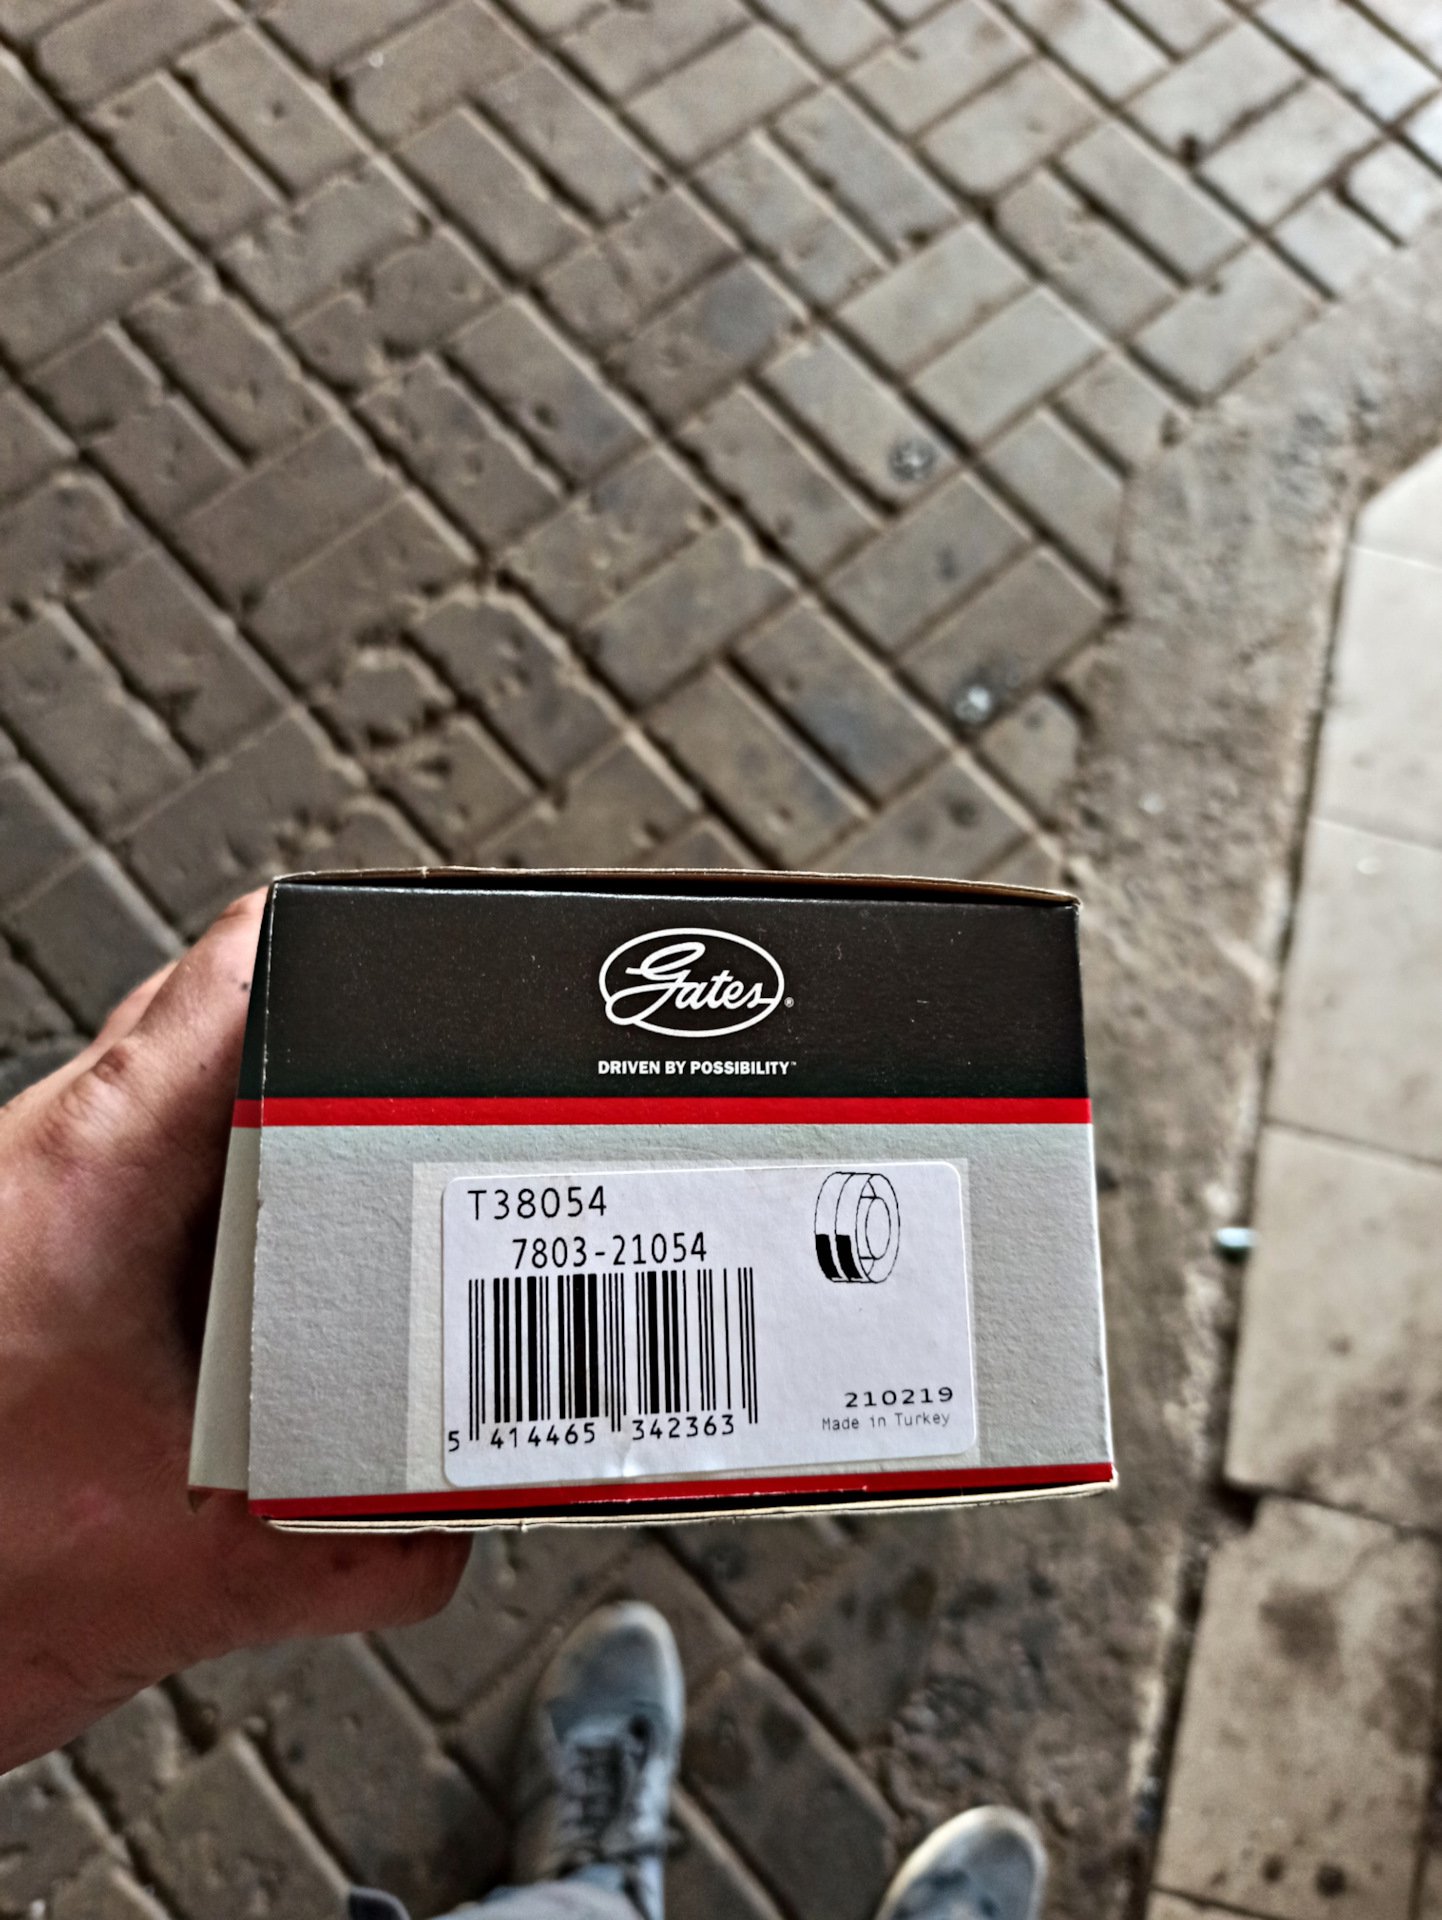 Gates®
DRIVEN BY POSSIBILITY™
T38054
7803-21054
5 414465 342363
210219
Made in Turkey